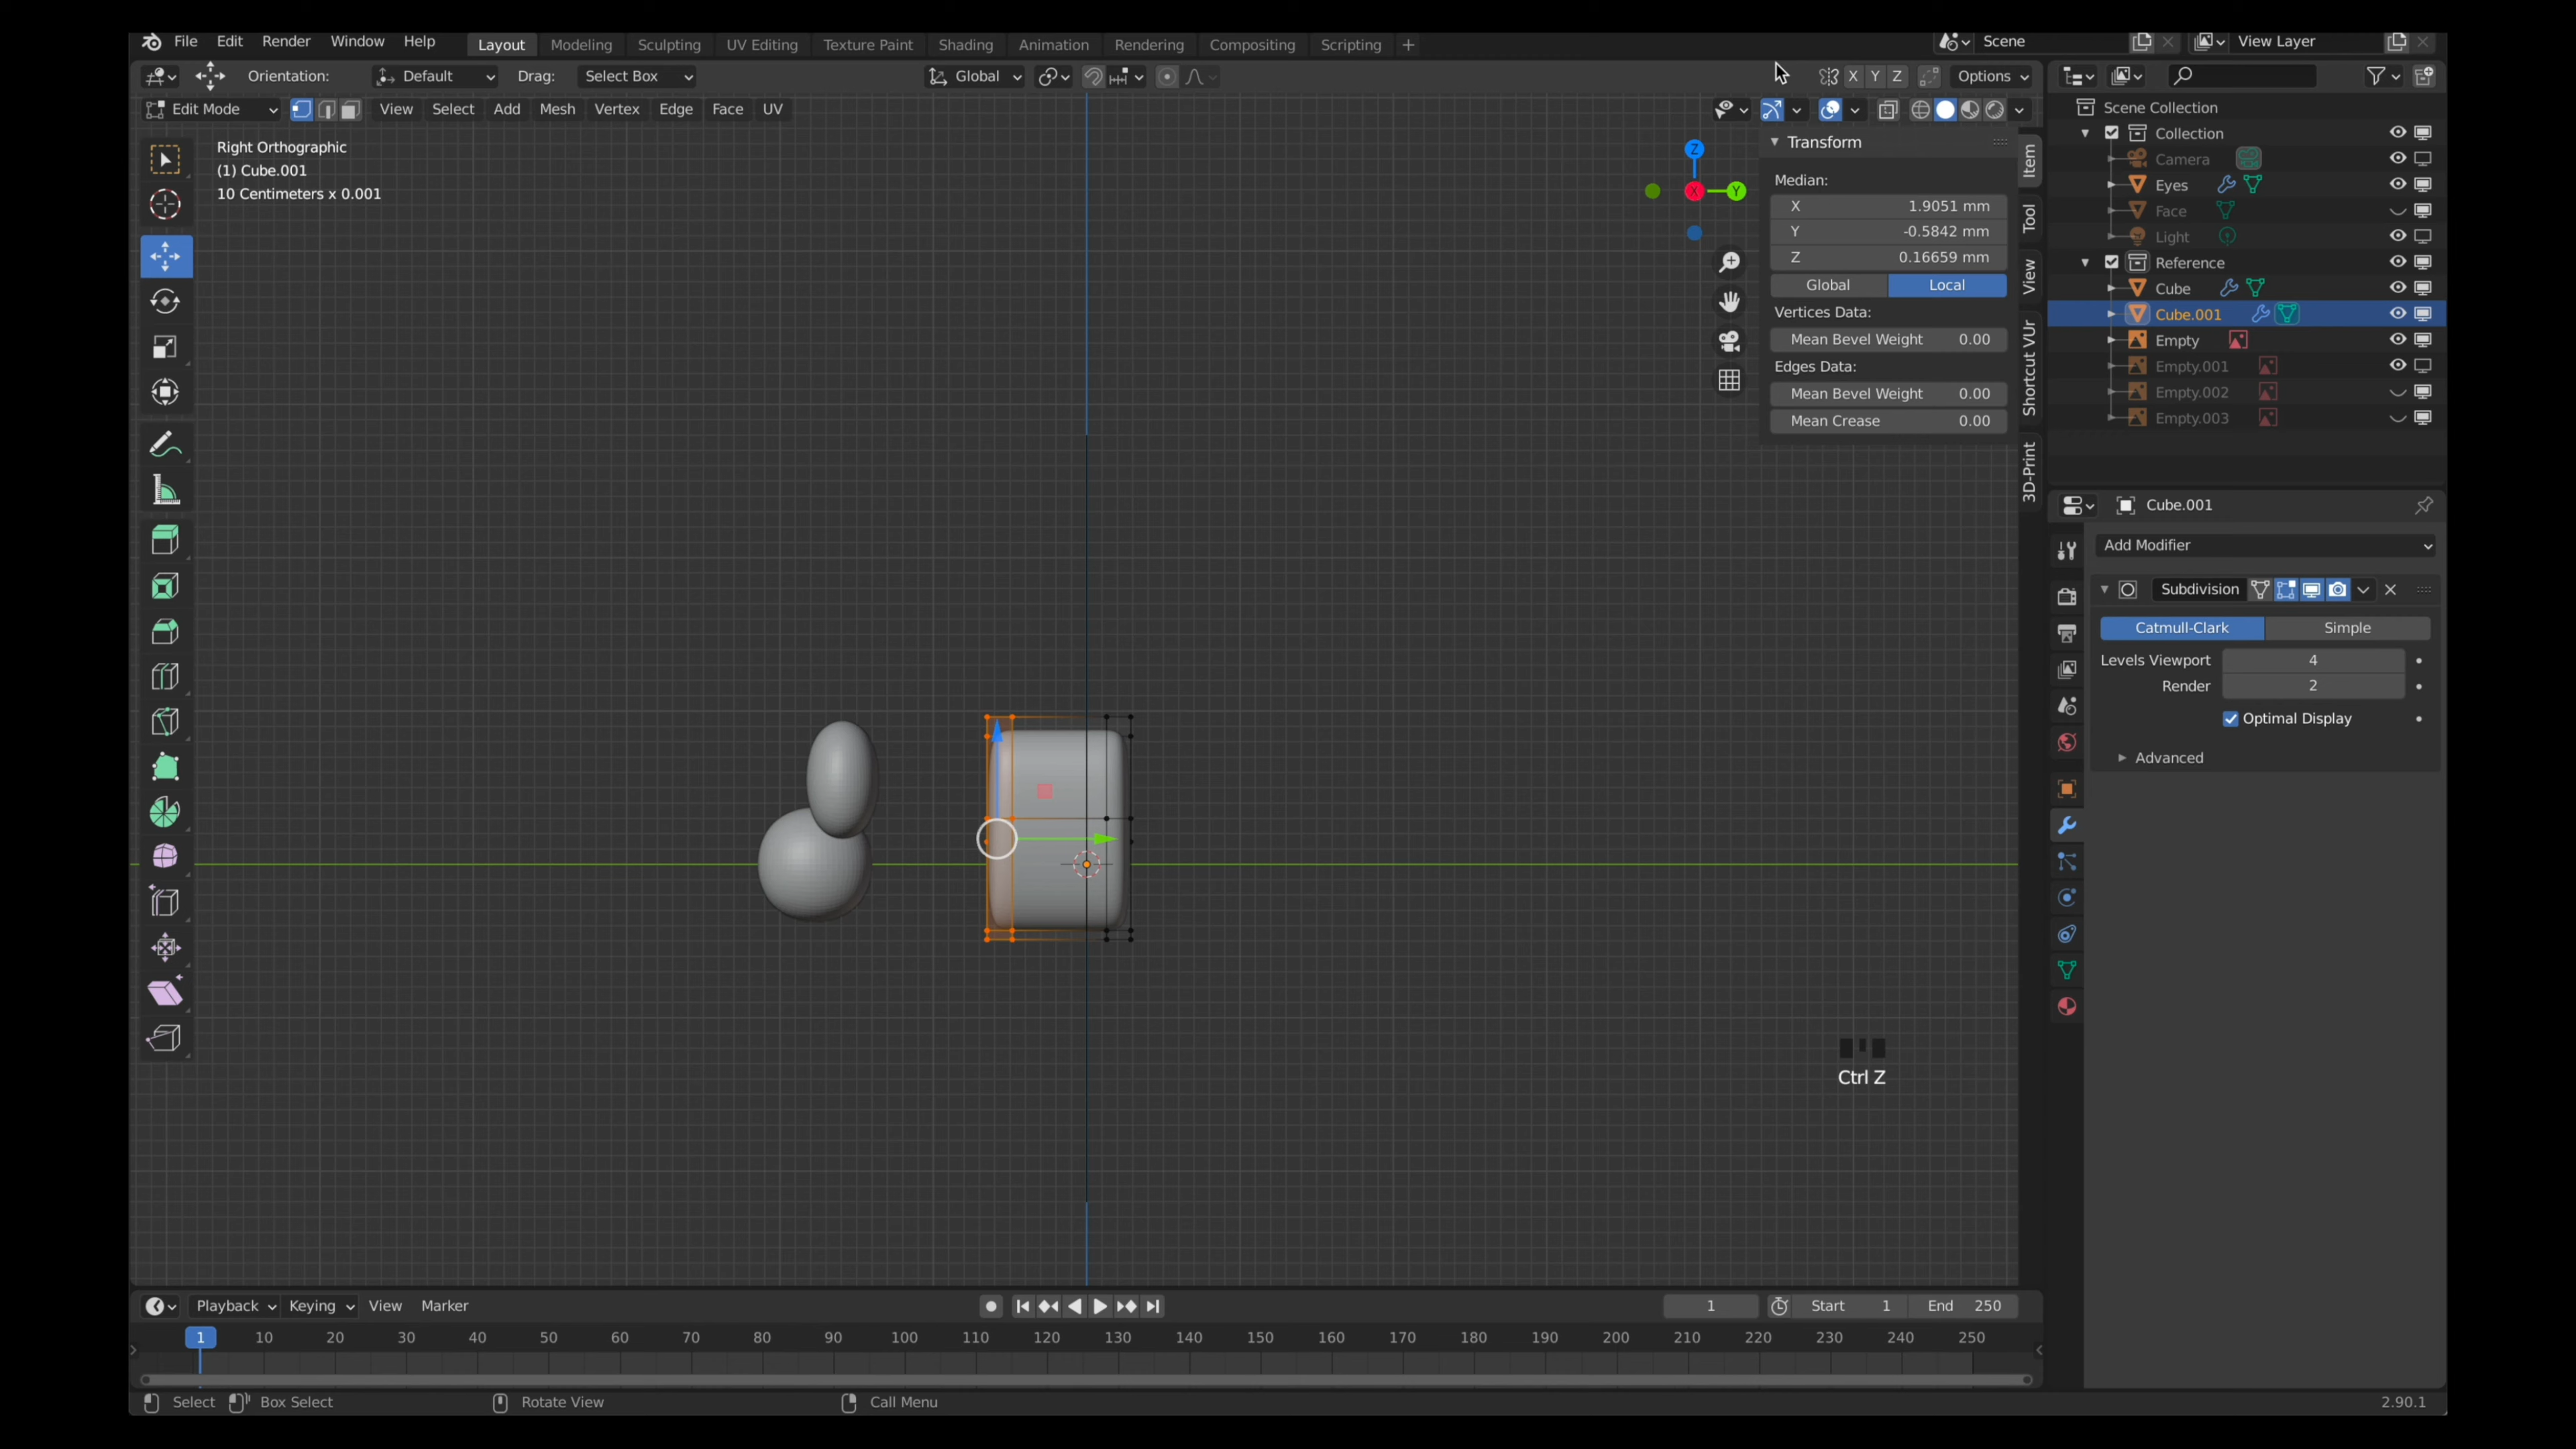 File Edit Render Window Help Layout Modeling Sculpting UV Editing Texture Paint Shading Animation Rendering Compositing Scripting + Scene View Layer
Orientation: Default Drag: Select Box Global X Y Z Options
Edit Mode View Select Add Mesh Vertex Edge Face UV
Right Orthographic
(1) Cube.001
10 Centimeters x 0.001
Z
X
Y
Transform
Median:
X 1.9051 mm
Y -0.5842 mm
Z 0.16659 mm
Global Local
Vertices Data:
Mean Bevel Weight 0.00
Edges Data:
Mean Bevel Weight 0.00
Mean Crease 0.00
Item
Tool
View
Shortcut VUr
3D-Print
Scene Collection
Collection
Camera
Eyes
Face
Light
Reference
Cube
Cube.001
Empty
Empty.001
Empty.002
Empty.003
Cube.001
Add Modifier
Subdivision
Catmull-Clark Simple
Levels Viewport 4
Render 2
Optimal Display
Advanced
Ctrl Z
Playback Keying View Marker 1 Start 1 End 250
1 10 20 30 40 50 60 70 80 90 100 110 120 130 140 150 160 170 180 190 200 210 220 230 240 250
Select Box Select Rotate View Call Menu 2.90.1